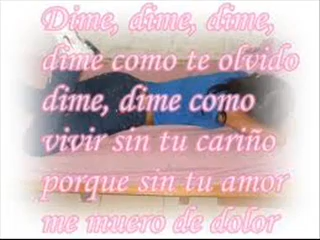 Dime, dime, dime,
dime como te olvido
dime, dime como
vivir sin tu cariño
porque sin tu amor
me muero de dolor